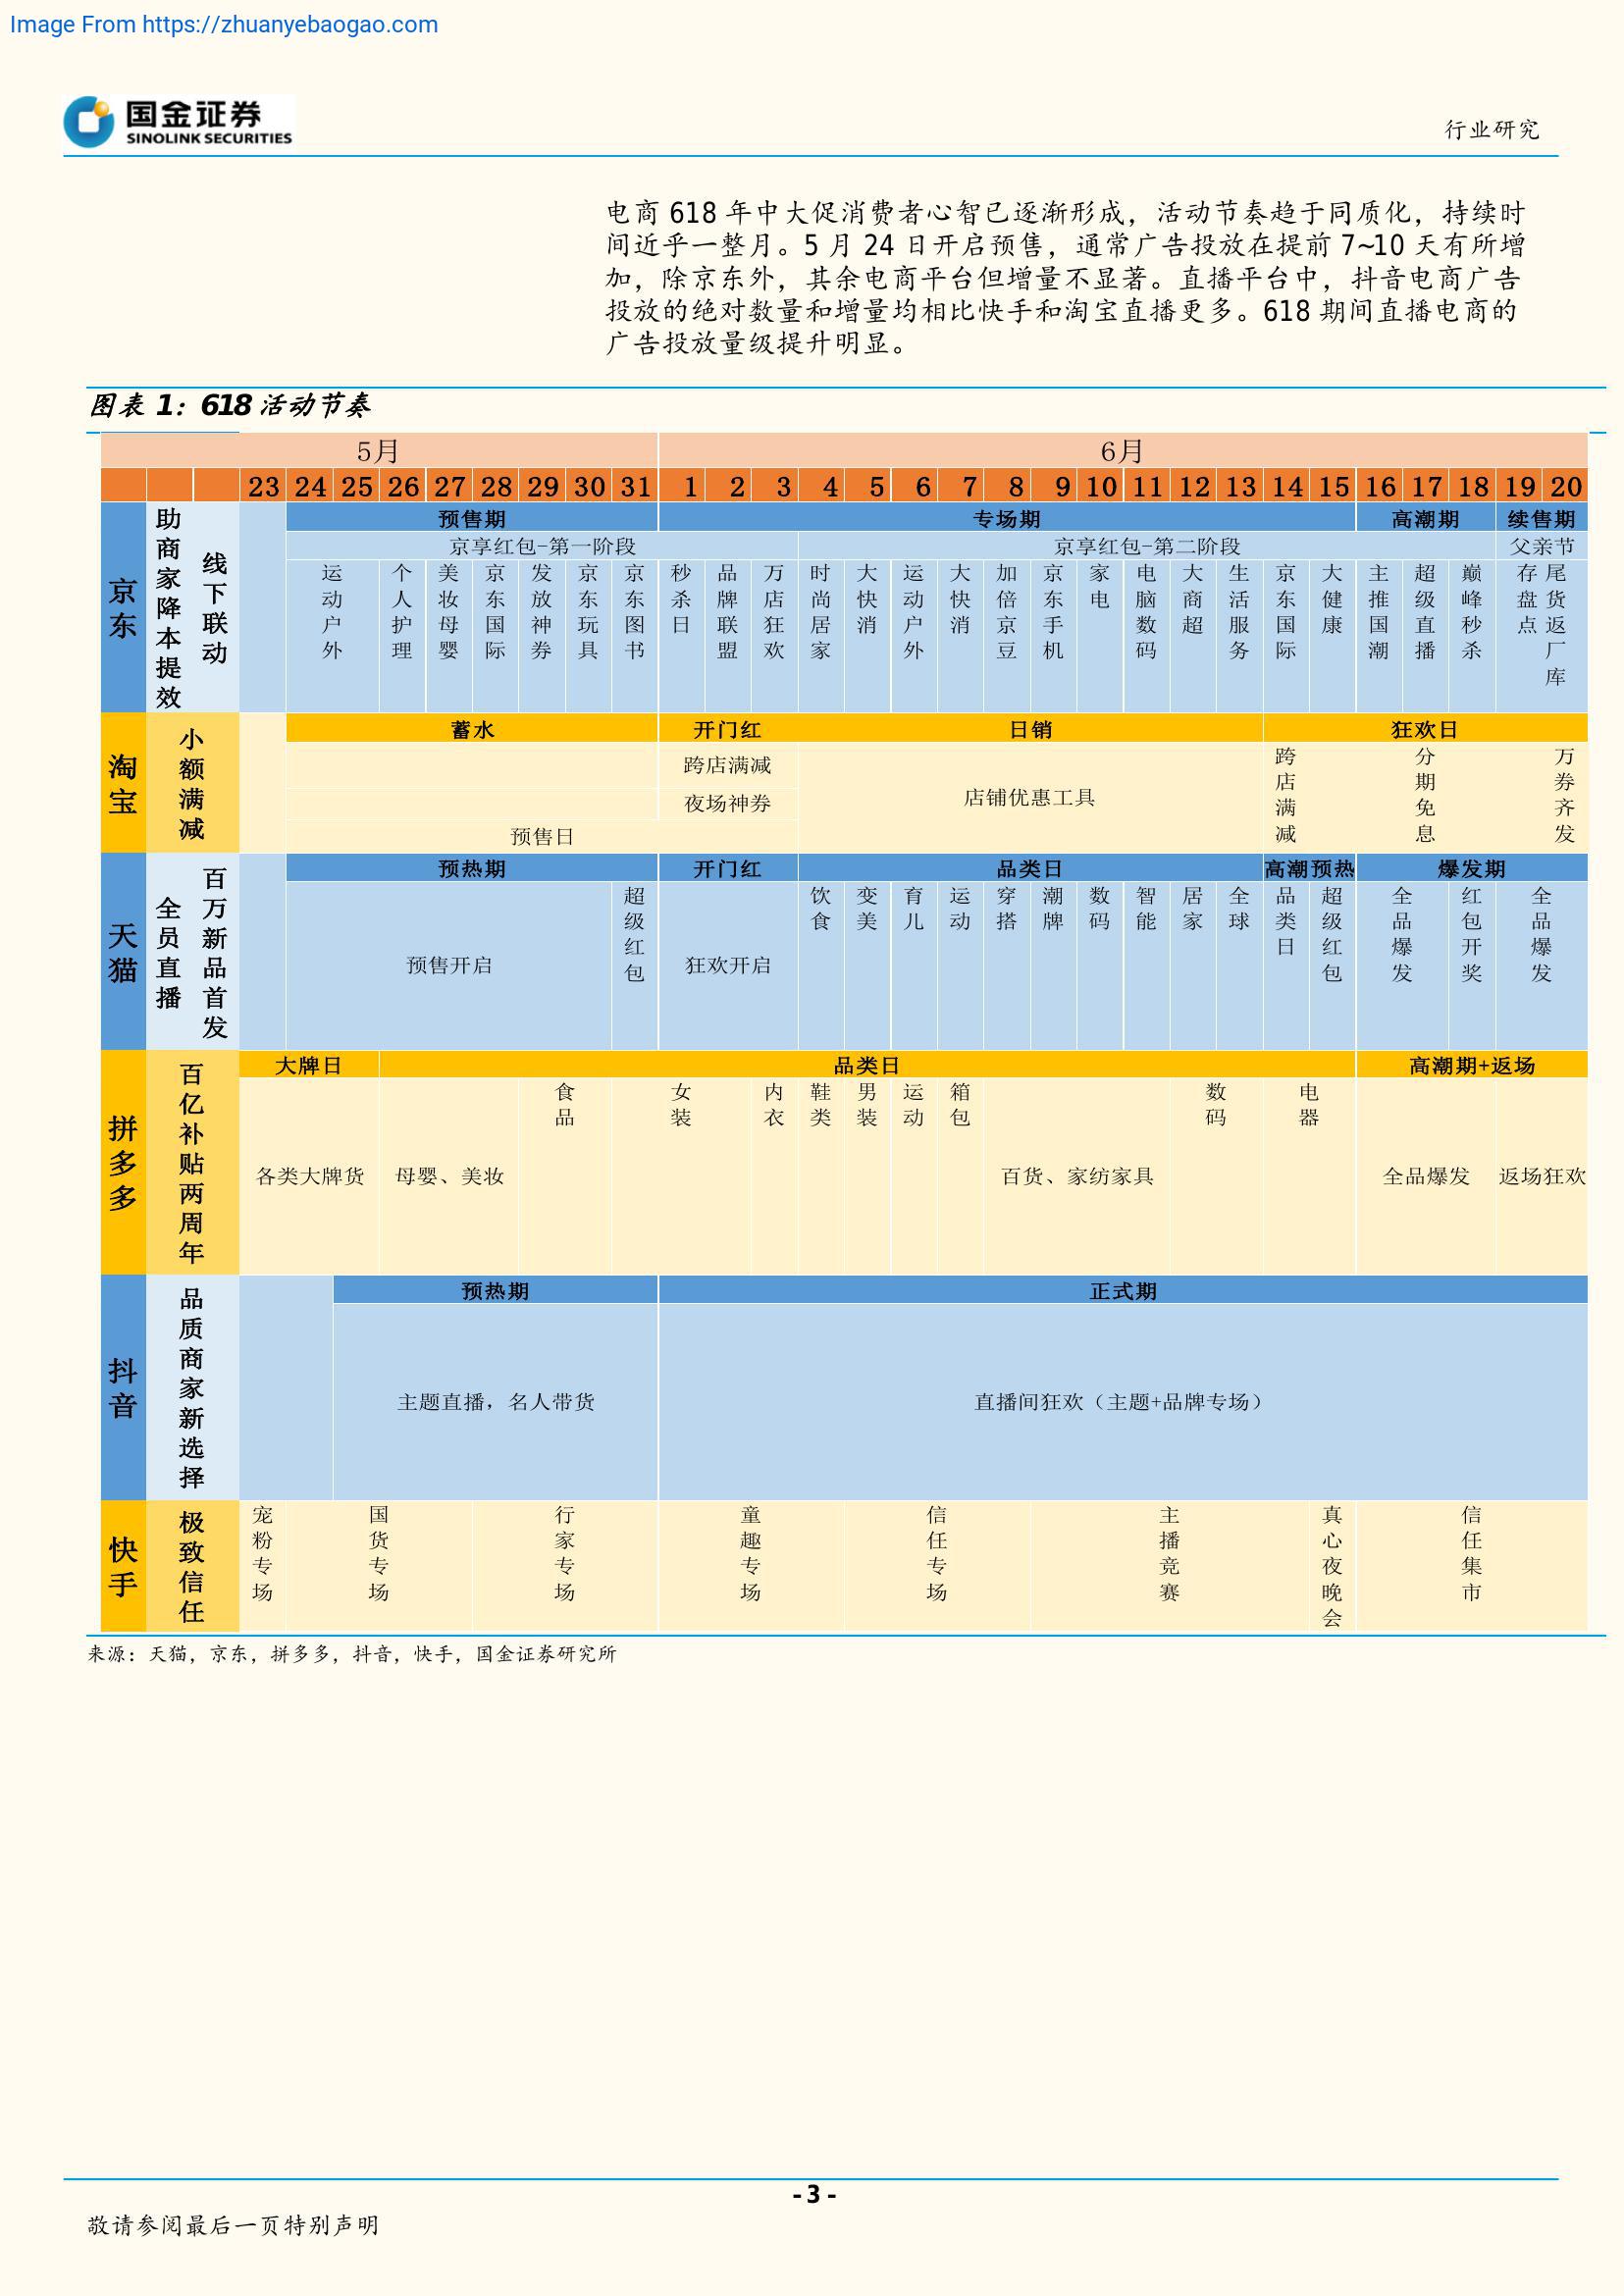 Image From https://zhuanyebaogao.com
国金证券
SINOLINK SECURITIES
行业研究
电商 618 年中大促消费者心智已逐渐形成，活动节奏趋于同质化，持续时
间近乎一整月。5 月 24 日开启预售，通常广告投放在提前 7~10 天有所增
加，除京东外，其余电商平台但增量不显著。直播平台中，抖音电商广告
投放的绝对数量和增量均相比快手和淘宝直播更多。618 期间直播电商的
广告投放量级提升明显。
图表 1：618 活动节奏
5月 6月
23 24 25 26 27 28 29 30 31 1 2 3 4 5 6 7 8 9 10 11 12 13 14 15 16 17 18 19 20
京东
助商家降本提效
线下联动
预售期 专场期 高潮期 续售期
京享红包-第一阶段 京享红包-第二阶段 父亲节
运动户外
个人护理
美妆母婴
京东国际
发放神券
京东玩具
京东图书
秒杀日
品牌联盟
万店狂欢
时尚居家
大快消
运动户外
大快消
加倍京豆
京东手机
家电
电脑数码
大商超
生活服务
京东国际
大健康
主推国潮
超级直播
巅峰秒杀
存盘点
尾货返厂库
淘宝
小额满减
蓄水 开门红 日销 狂欢日
跨店满减
夜场神券
预售日
店铺优惠工具
跨店满减
分期免息
万券齐发
天猫
全员直播
百万新品首发
预热期 开门红 品类日 高潮预热 爆发期
预售开启
超级红包
狂欢开启
饮食
变美
育儿
运动
穿搭
潮牌
数码
智能
居家
全球
品类日
超级红包
全品爆发
红包开奖
全品爆发
拼多多
百亿补贴两周年
大牌日 品类日 高潮期+返场
各类大牌货
母婴、美妆
食品
女装
内衣
鞋类
男装
运动
箱包
百货、家纺家具
数码
电器
全品爆发
返场狂欢
抖音
品质商家新选择
预热期 正式期
主题直播，名人带货
直播间狂欢（主题+品牌专场）
快手
极致信任
宠粉专场
国货专场
行家专场
童趣专场
信任专场
主播竞赛
真心夜晚会
信任集市
来源：天猫，京东，拼多多，抖音，快手，国金证券研究所
- 3 -
敬请参阅最后一页特别声明